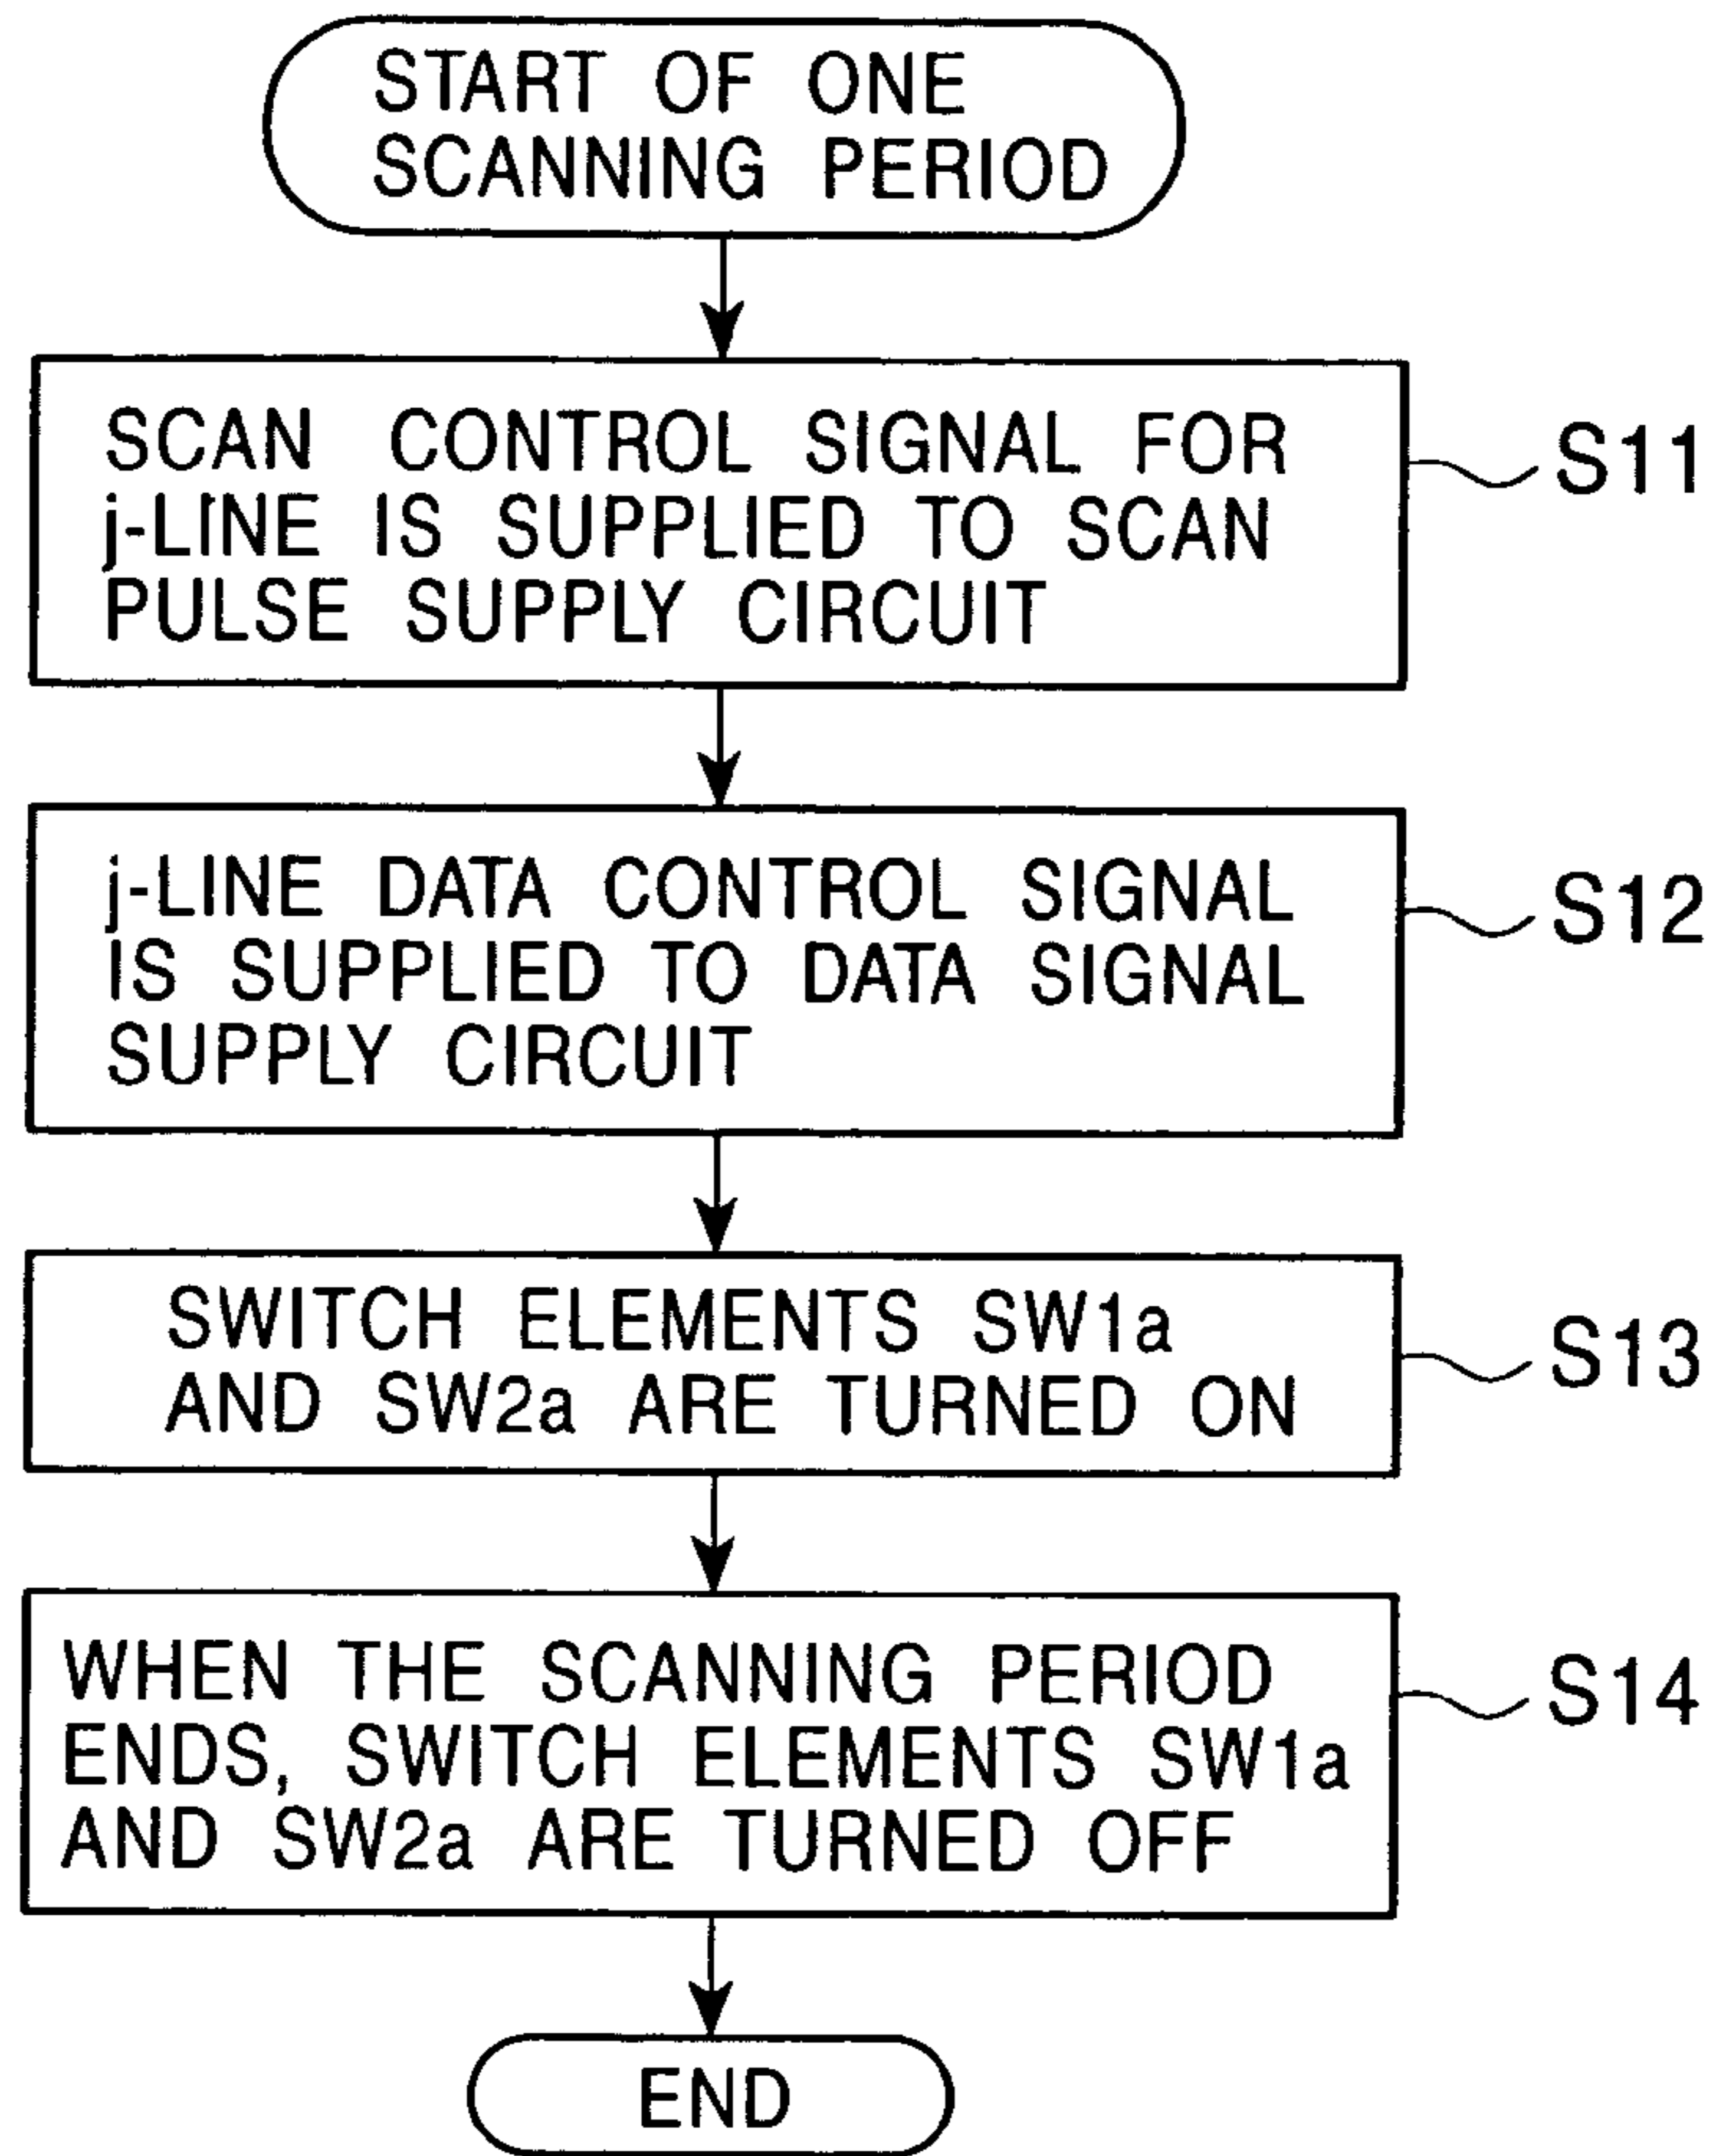 START OF ONE
SCANNING PERIOD
SCAN CONTROL SIGNAL FOR
j-LINE IS SUPPLIED TO SCAN
PULSE SUPPLY CIRCUIT
S11
j-LINE DATA CONTROL SIGNAL
IS SUPPLIED TO DATA SIGNAL
SUPPLY CIRCUIT
S12
SWITCH ELEMENTS SW1a
AND SW2a ARE TURNED ON
S13
WHEN THE SCANNING PERIOD
ENDS, SWITCH ELEMENTS SW1a
AND SW2a ARE TURNED OFF
S14
END